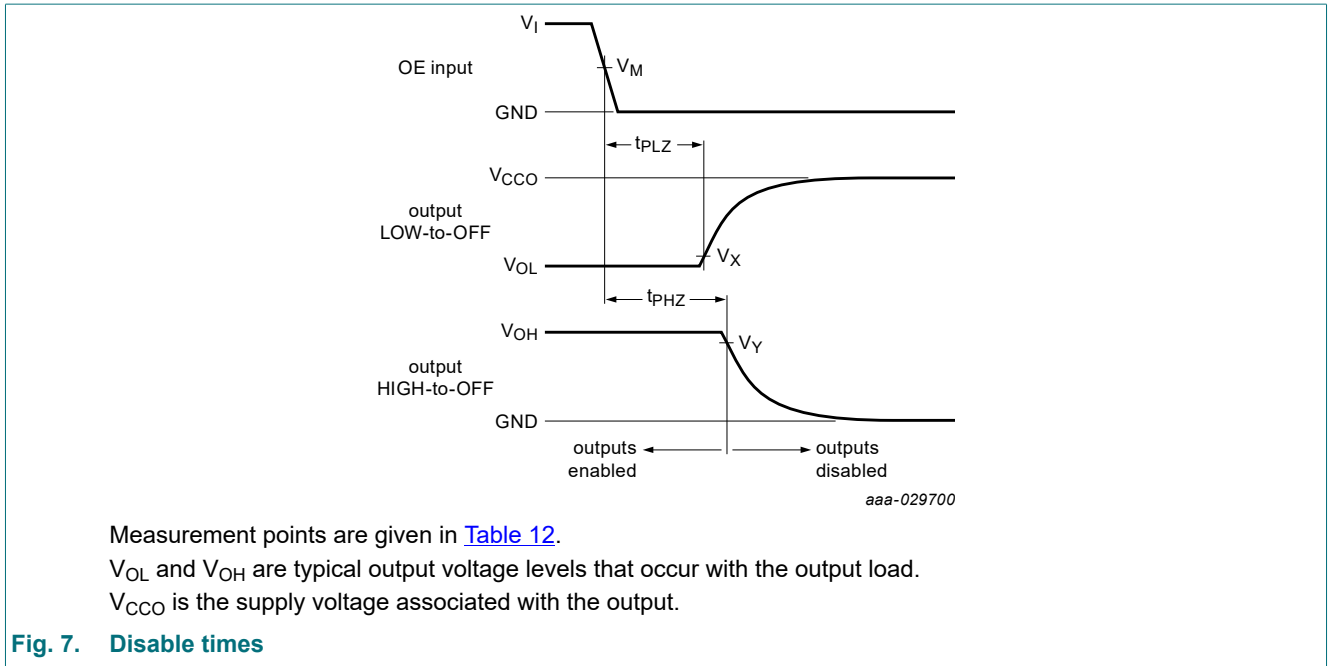 VI
OE input
VM
GND
tPLZ
VCCO
output
LOW-to-OFF
VX
VOL
tPHZ
VOH
VY
output
HIGH-to-OFF
GND
outputs enabled
outputs disabled
aaa-029700
Measurement points are given in Table 12.
VOL and VOH are typical output voltage levels that occur with the output load.
VCCO is the supply voltage associated with the output.
Fig. 7. Disable times